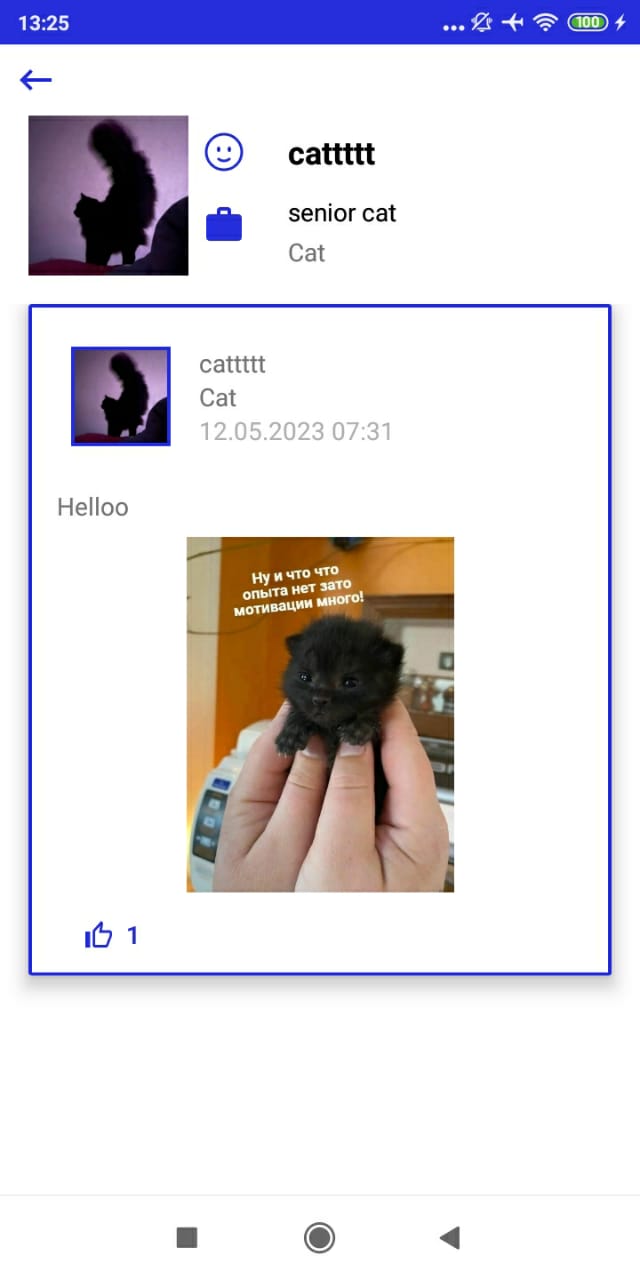 13:25
100
cattttt
senior cat
Cat
cattttt
Cat
12.05.2023 07:31
Helloo
Ну и что что
опыта нет зато
мотивации много!
1